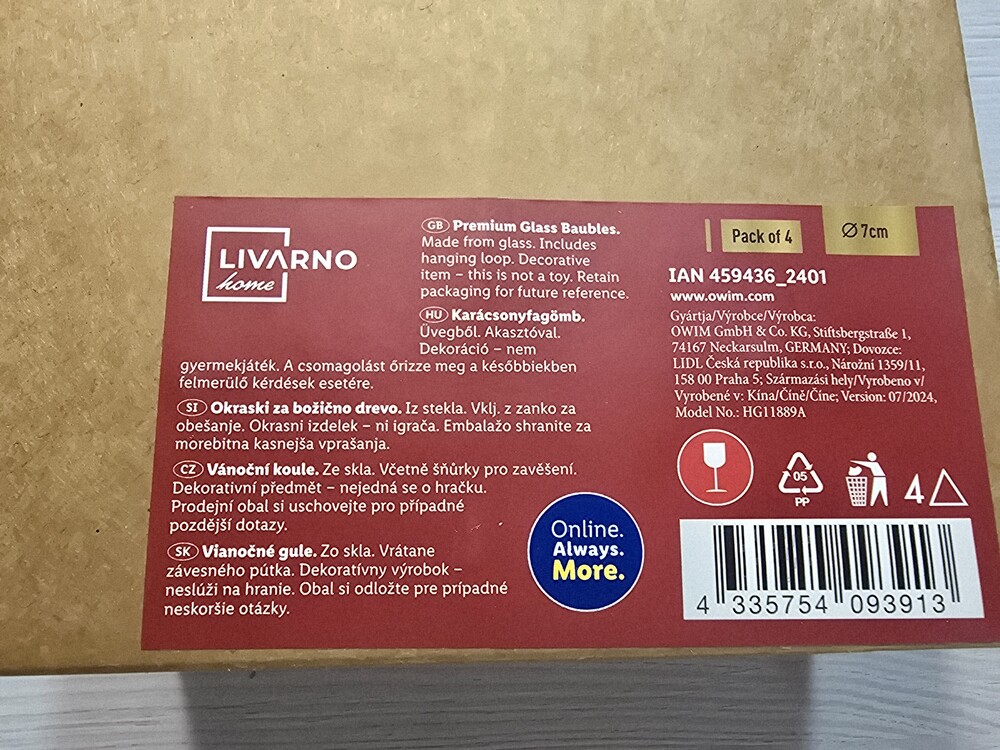 LIVARNO
home
GB Premium Glass Baubles.
Made from glass. Includes
hanging loop. Decorative
item – this is not a toy. Retain
packaging for future reference.
HU Karácsonyfagömb.
Üvegből. Akasztóval.
Dekoráció – nem
gyermekjáték. A csomagolást őrizze meg a későbbiekben
felmerülő kérdések esetére.
SI Okraski za božično drevo. Iz stekla. Vklj. z zanko za
obešanje. Okrasni izdelek – ni igrača. Embalažo shranite za
morebitna kasnejša vprašanja.
CZ Vánoční koule. Ze skla. Včetně šňůrky pro zavěšení.
Dekorativní předmět – nejedná se o hračku.
Prodejní obal si uschovejte pro případné
pozdější dotazy.
SK Vianočné gule. Zo skla. Vrátane
závesného pútka. Dekoratívny výrobok –
neslúži na hranie. Obal si odložte pre prípadné
neskoršie otázky.
Online.
Always.
More.
Pack of 4
Ø 7cm
IAN 459436_2401
www.owim.com
Gyártja/Výrobce/Výrobca:
OWIM GmbH & Co. KG, Stiftsbergstraße 1,
74167 Neckarsulm, GERMANY; Dovozce:
LIDL Česká republika s.r.o., Nárožní 1359/11,
158 00 Praha 5; Származási hely/Vyrobeno v/
Vyrobené v: Kína/Číně/Číne; Version: 07/2024,
Model No.: HG11889A
05
PP
4
4 335754 093913